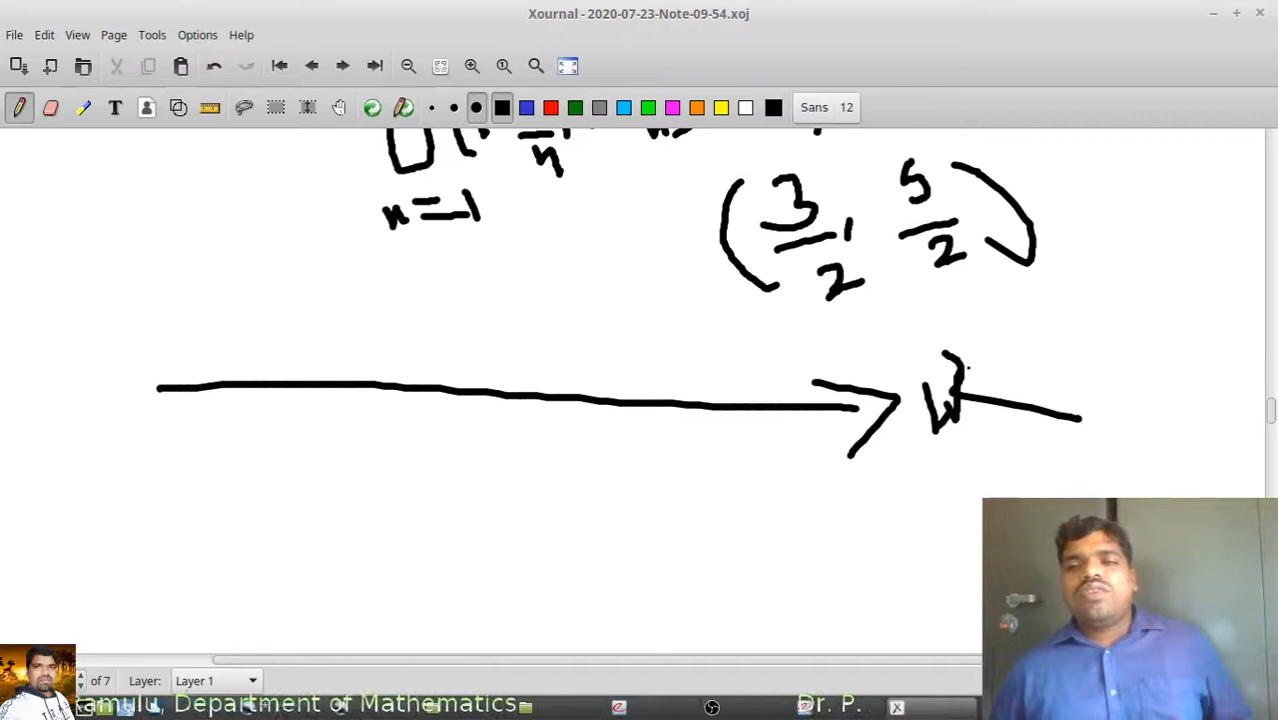 Xournal - 2020-07-23-Note-09-54.xoj
File Edit View Page Tools Options Help
Sans 12
n=1
n
(3/2, 5/2)
of 7 Layer: Layer 1
tamulu, Department of Mathematics
Dr. P.